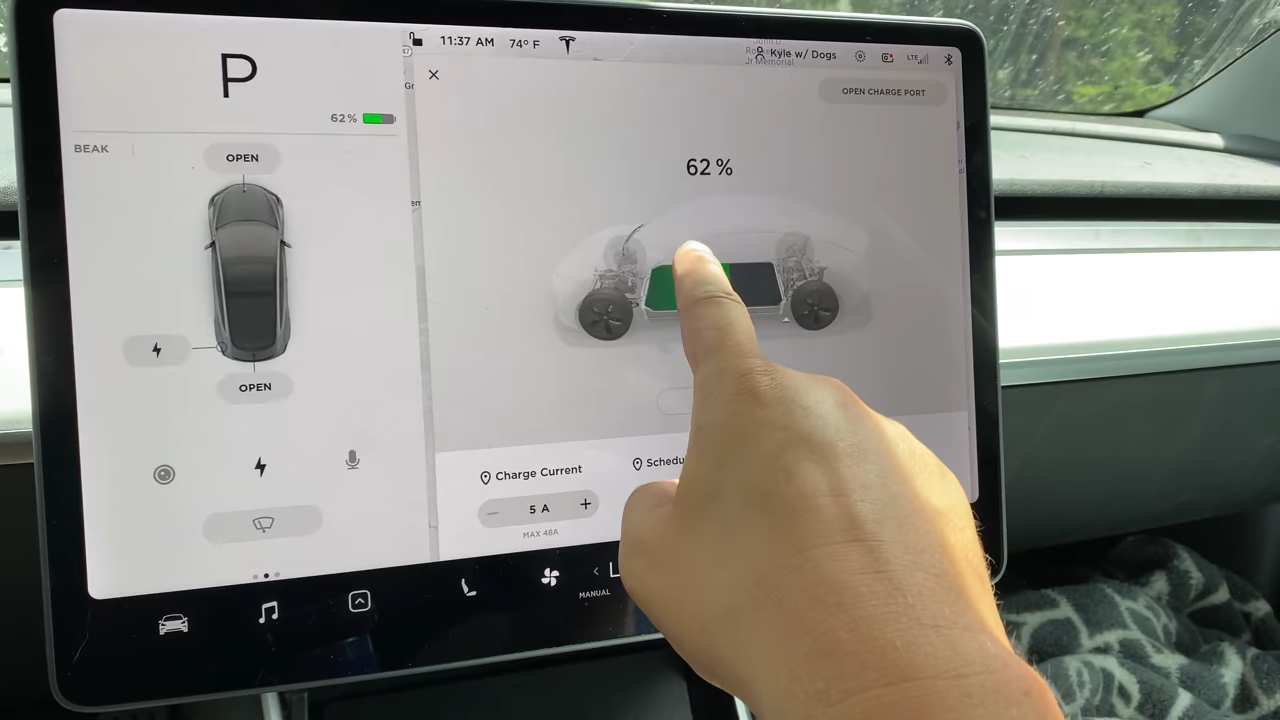 P
62%
BEAK
OPEN
OPEN
11:37 AM
74° F
Kyle w/ Dogs
LTE
Jr Memorial
OPEN CHARGE PORT
62 %
Charge Current
Schedu
5 A
MAX 48A
MANUAL